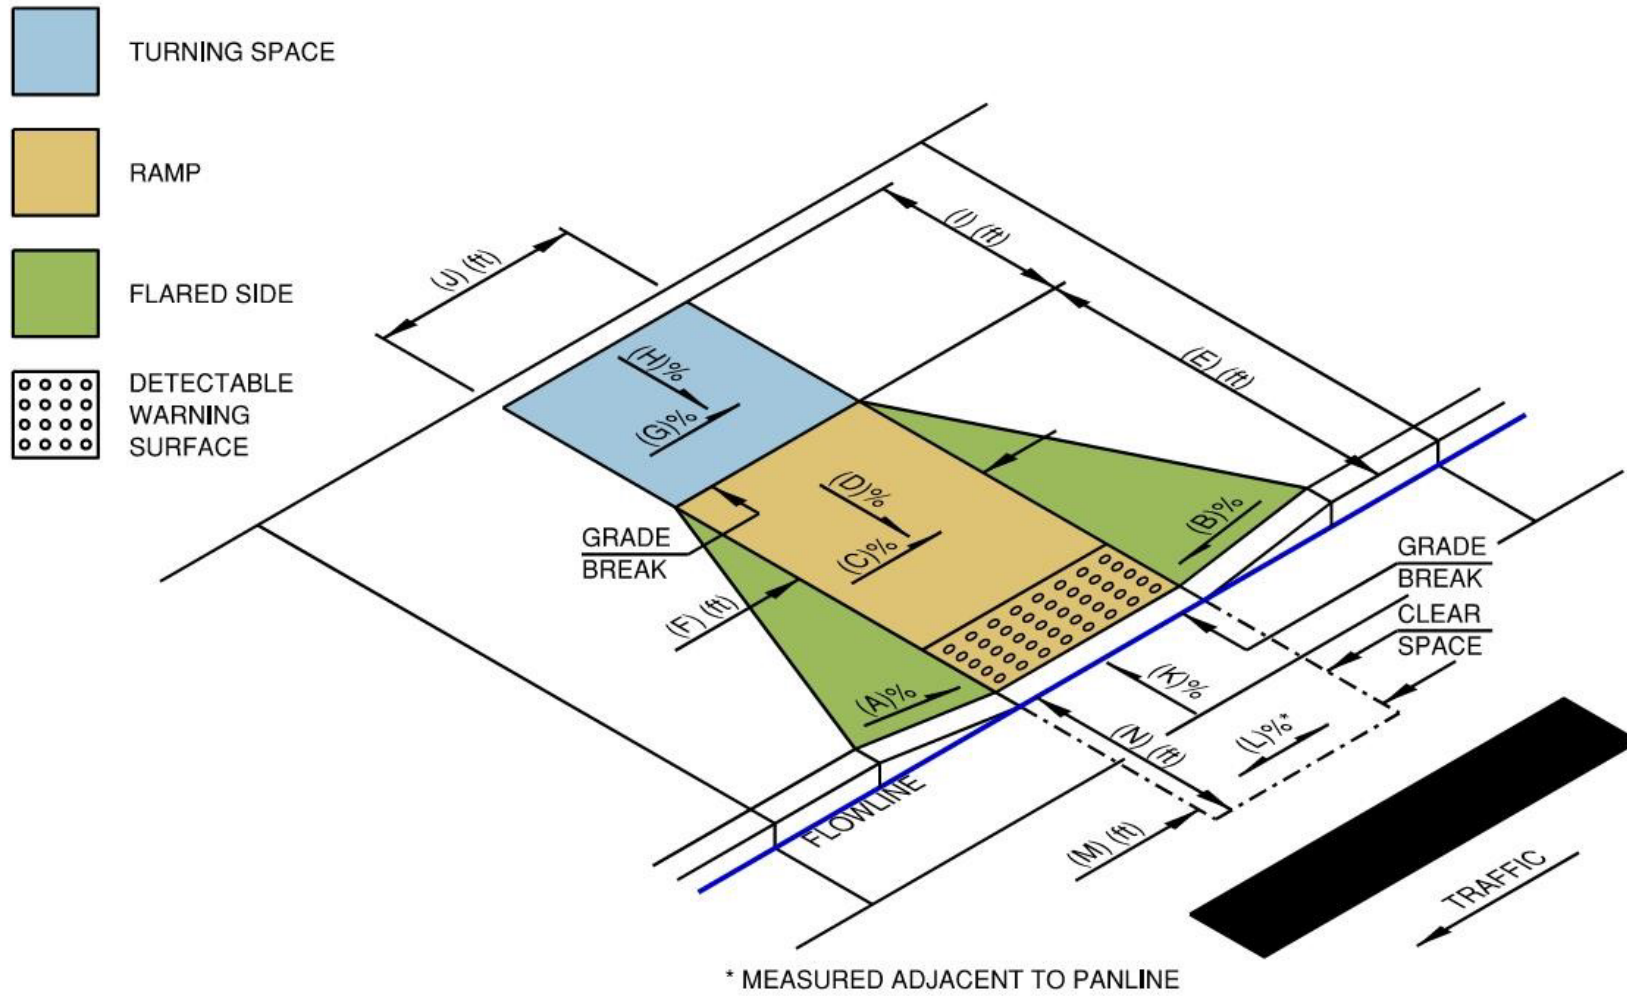 TURNING SPACE
RAMP
FLARED SIDE
DETECTABLE
WARNING
SURFACE
(J) (ft)
(I) (ft)
(E) (ft)
(H)%
(G)%
(D)%
(C)%
(B)%
GRADE
BREAK
(F) (ft)
(A)%
GRADE
BREAK
CLEAR
SPACE
(K)%
(L)%*
(N) (ft)
(M) (ft)
FLOWLINE
TRAFFIC
* MEASURED ADJACENT TO PANLINE